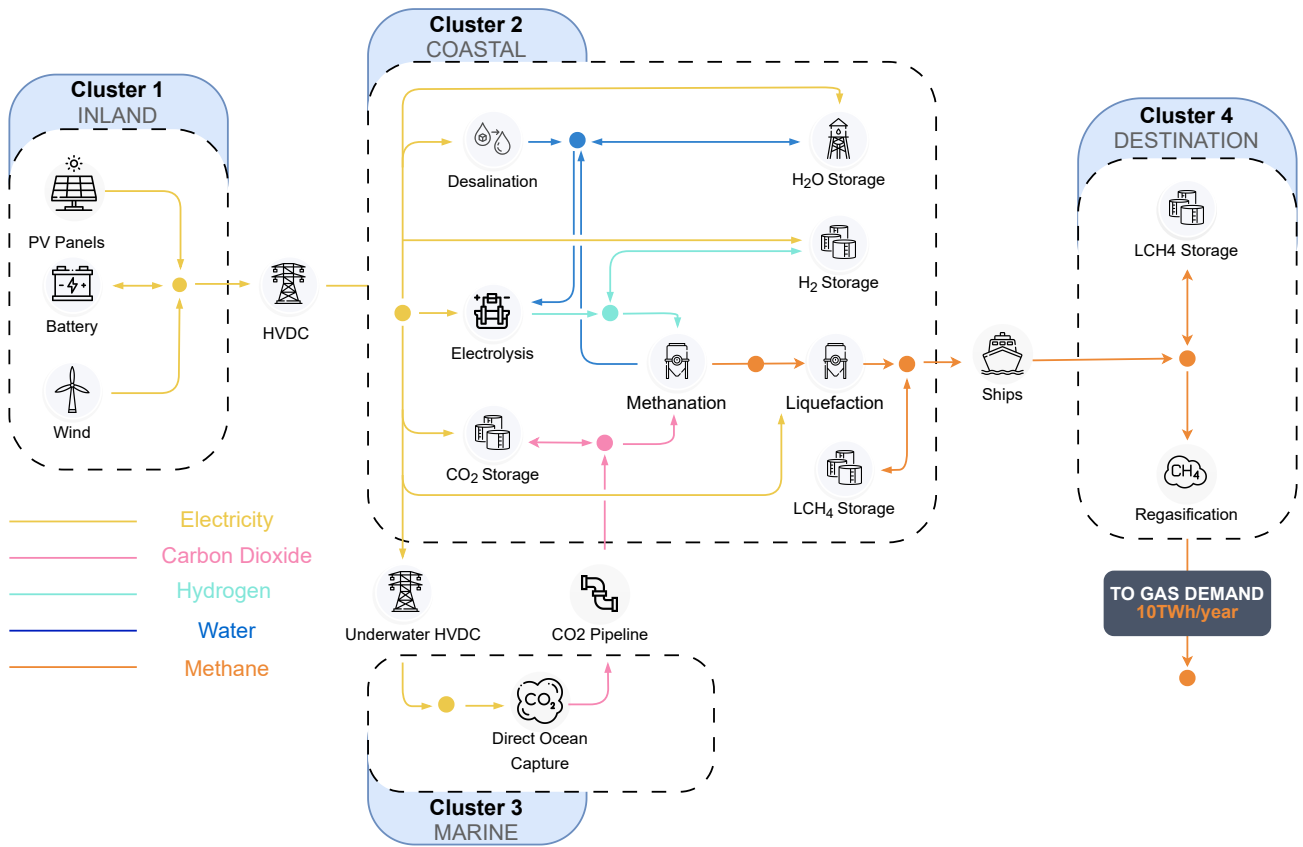 Cluster 1
INLAND
PV Panels
Battery
Wind
HVDC
Cluster 2
COASTAL
Desalination
H₂O Storage
H₂ Storage
Electrolysis
Methanation
Liquefaction
CO₂ Storage
LCH₄ Storage
Ships
Cluster 4
DESTINATION
LCH4 Storage
CH₄
Regasification
TO GAS DEMAND
10TWh/year
Electricity
Carbon Dioxide
Hydrogen
Water
Methane
Underwater HVDC
CO2 Pipeline
CO₂
Direct Ocean
Capture
Cluster 3
MARINE